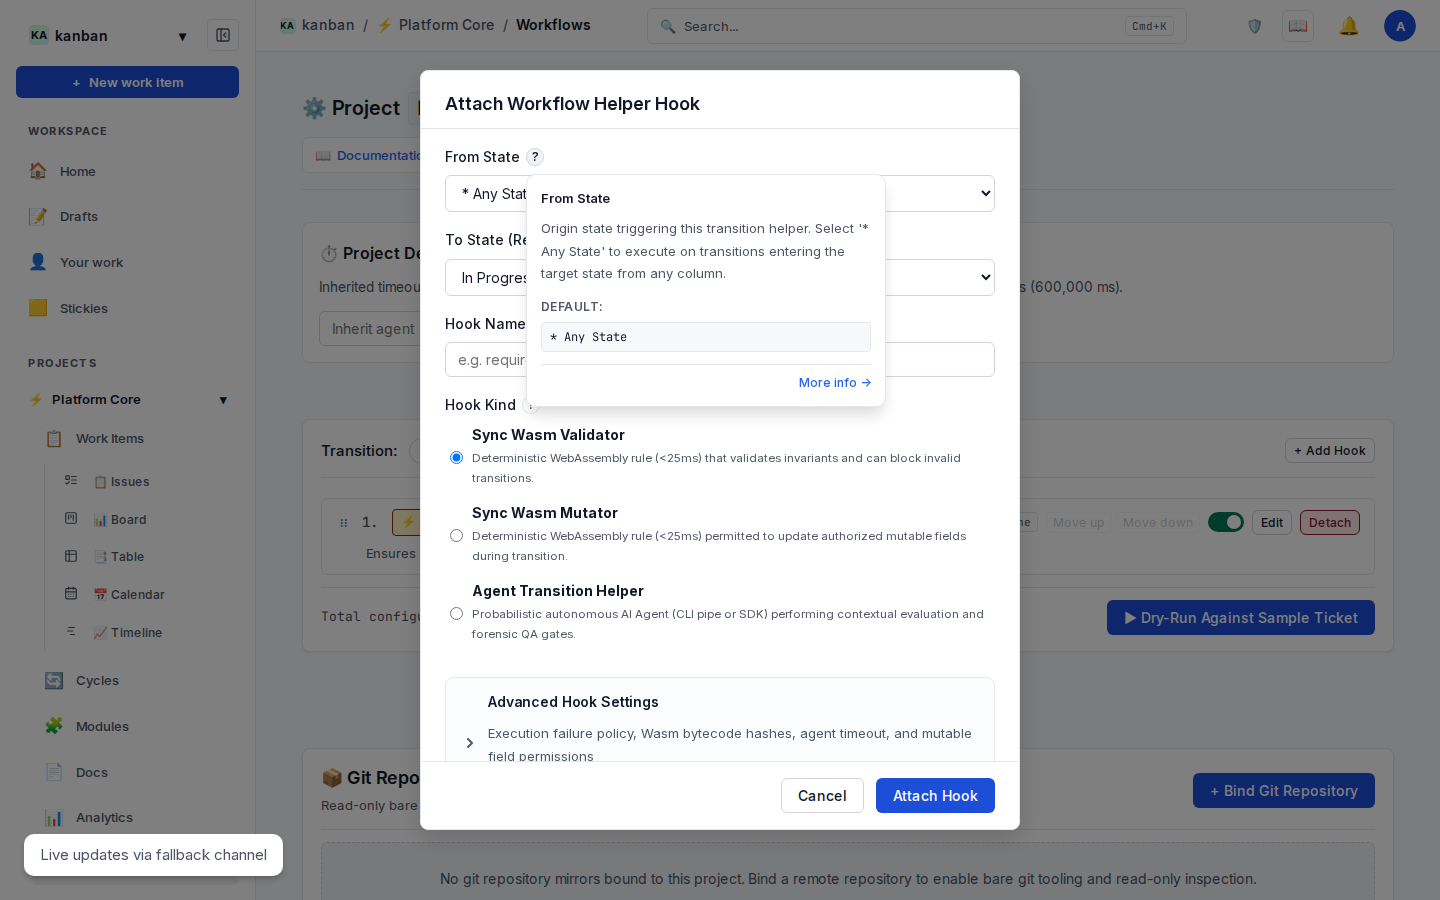 KA kanban
+ New work item
WORKSPACE
Home
Drafts
Your work
Stickies
PROJECTS
Platform Core
Work Items
Issues
Board
Table
Calendar
Timeline
Cycles
Modules
Docs
Analytics
Live updates via fallback channel
KA kanban / Platform Core / Workflows
Search...
Cmd+K
A
Project
Inherited timeou
s (600,000 ms).
Inherit agent
Transition:
+ Add Hook
1.
Move up
Move down
Edit
Detach
Ensures
Dry-Run Against Sample Ticket
Git Repo
Read-only bare
+ Bind Git Repository
No git repository mirrors bound to this project. Bind a remote repository to enable bare git tooling and read-only inspection.
Attach Workflow Helper Hook
From State ?
* Any Stat
To State (Re
In Progres
Hook Name
e.g. requir
Hook Kind
From State
Origin state triggering this transition helper. Select '*
Any State' to execute on transitions entering the
target state from any column.
DEFAULT:
* Any State
More info →
Sync Wasm Validator
Deterministic WebAssembly rule (<25ms) that validates invariants and can block invalid
transitions.
Sync Wasm Mutator
Deterministic WebAssembly rule (<25ms) permitted to update authorized mutable fields
during transition.
Agent Transition Helper
Probabilistic autonomous AI Agent (CLI pipe or SDK) performing contextual evaluation and
forensic QA gates.
Advanced Hook Settings
Execution failure policy, Wasm bytecode hashes, agent timeout, and mutable
field permissions
Cancel
Attach Hook